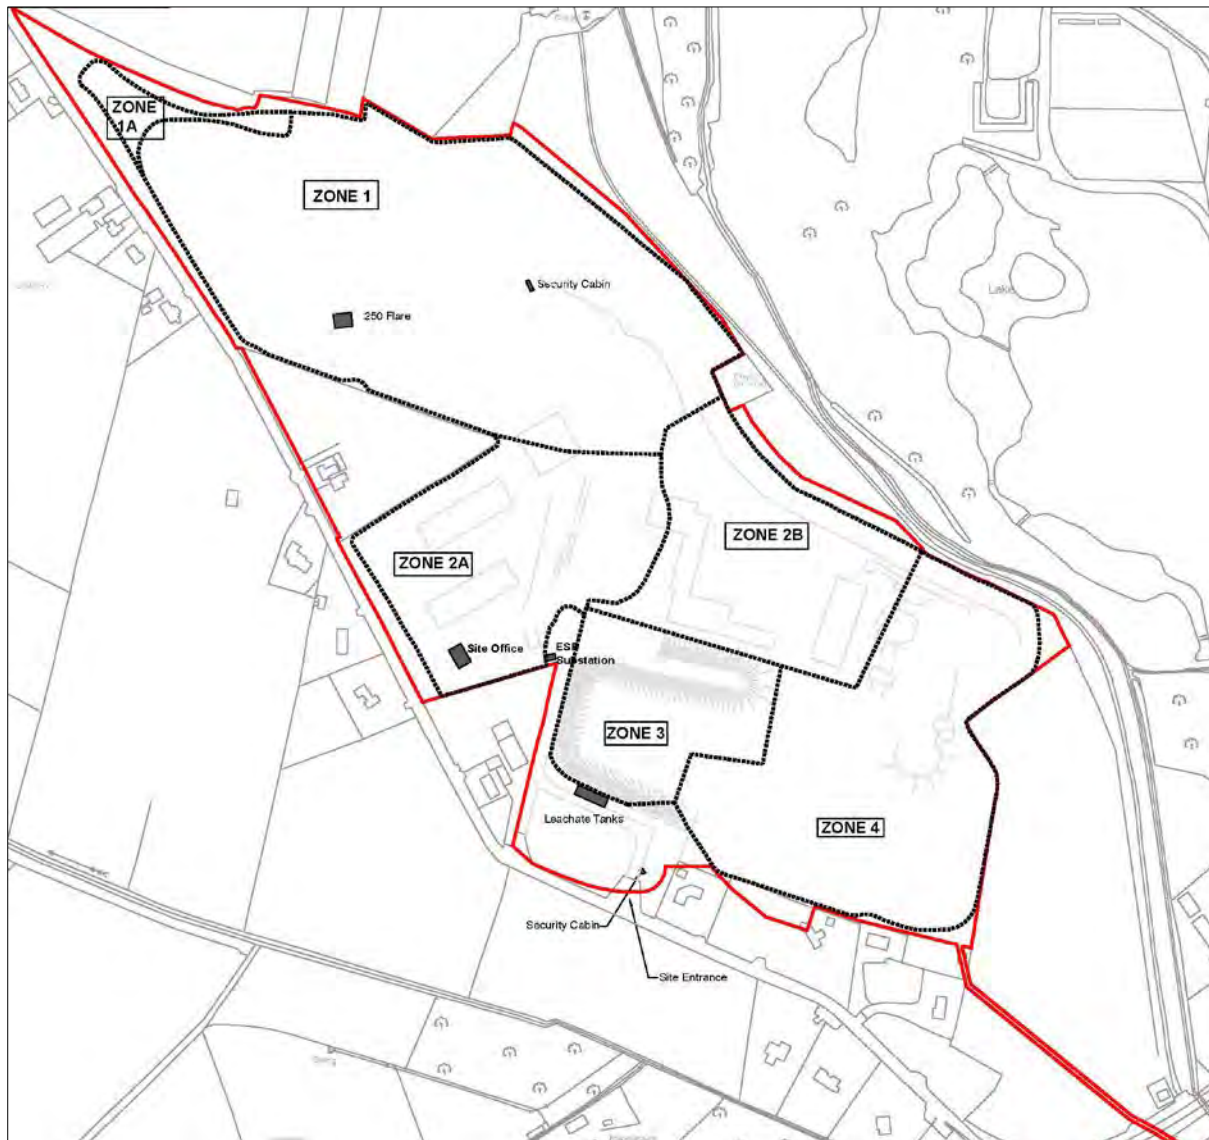 ZONE
1A
ZONE 1
Security Cabin
250 Flare
Lake
ZONE 2B
ZONE 2A
Site Office
ESB
Substation
ZONE 3
Leachate Tanks
ZONE 4
Security Cabin
Site Entrance